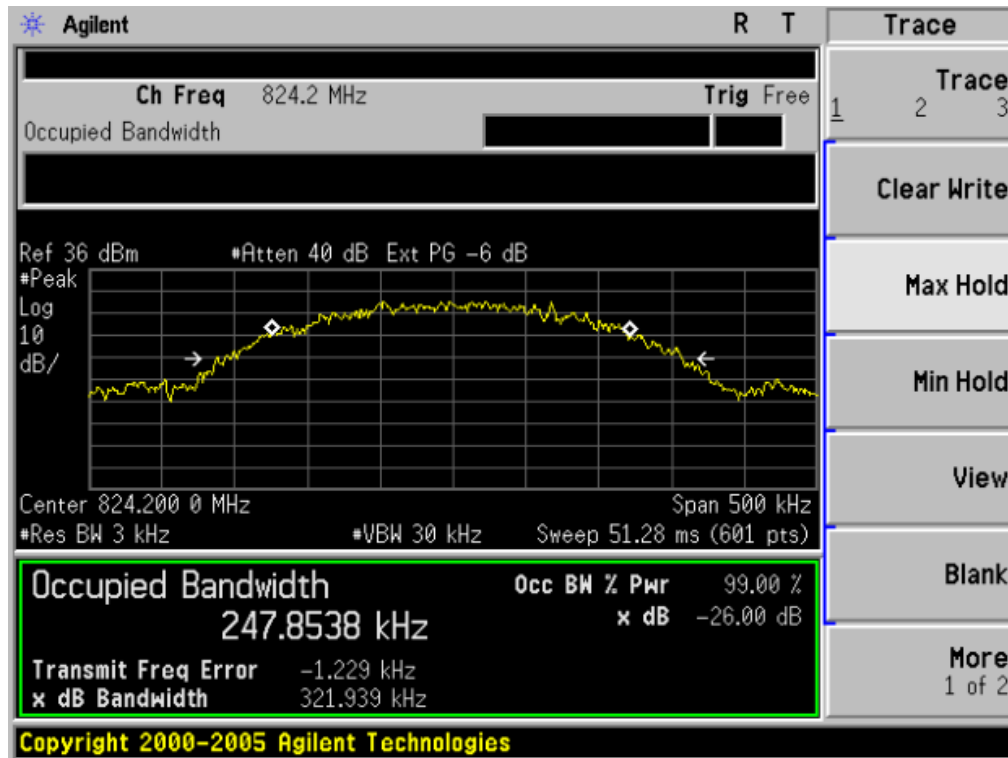 Agilent R T
Trace
Ch Freq 824.2 MHz Trig Free
Occupied Bandwidth
Trace
1 2 3
Clear Write
Ref 36 dBm #Atten 40 dB Ext PG -6 dB
#Peak
Log
10
dB/
Max Hold
Min Hold
View
Center 824.200 0 MHz Span 500 kHz
#Res BW 3 kHz #VBW 30 kHz Sweep 51.28 ms (601 pts)
Occupied Bandwidth
247.8538 kHz
Occ BW % Pwr 99.00 %
x dB -26.00 dB
Transmit Freq Error -1.229 kHz
x dB Bandwidth 321.939 kHz
Blank
More
1 of 2
Copyright 2000-2005 Agilent Technologies